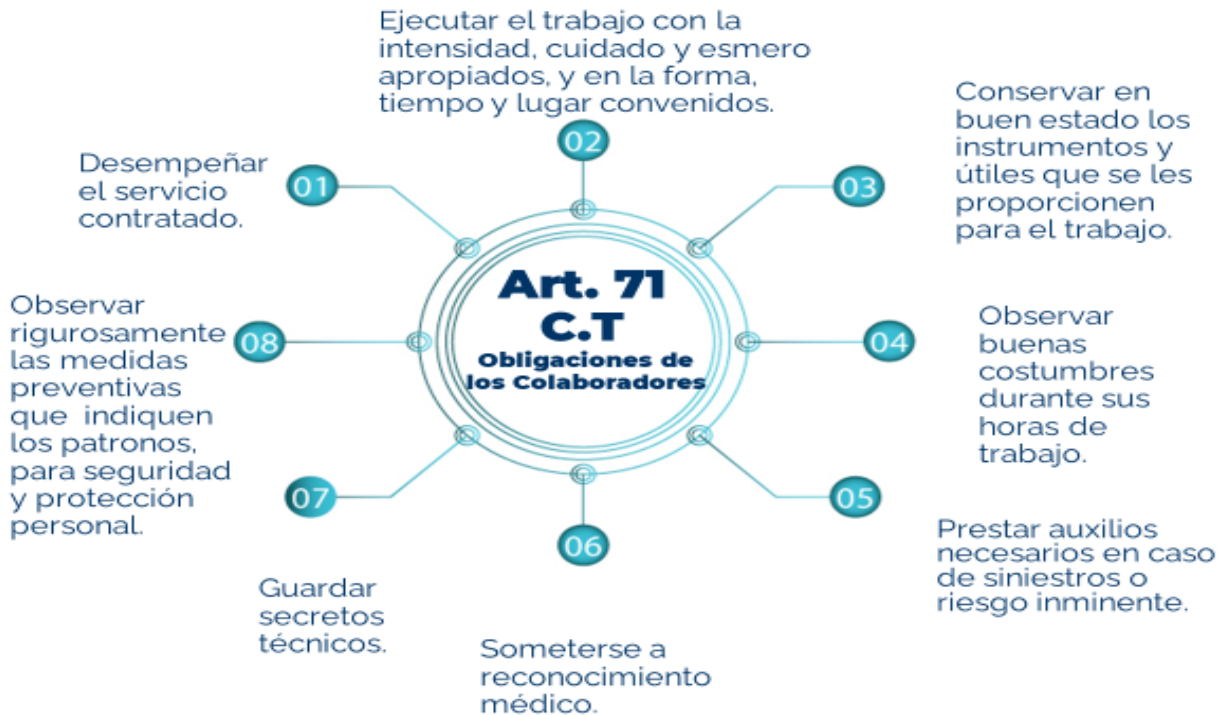 Art. 71
C.T
Obligaciones de
los Colaboradores
01
Desempeñar
el servicio
contratado.
02
Ejecutar el trabajo con la
intensidad, cuidado y esmero
apropiados, y en la forma,
tiempo y lugar convenidos.
03
Conservar en
buen estado los
instrumentos y
útiles que se les
proporcionen
para el trabajo.
04
Observar
buenas
costumbres
durante sus
horas de
trabajo.
05
Prestar auxilios
necesarios en caso
de siniestros o
riesgo inminente.
06
Someterse a
reconocimiento
médico.
07
Guardar
secretos
técnicos.
08
Observar
rigurosamente
las medidas
preventivas
que indiquen
los patronos,
para seguridad
y protección
personal.